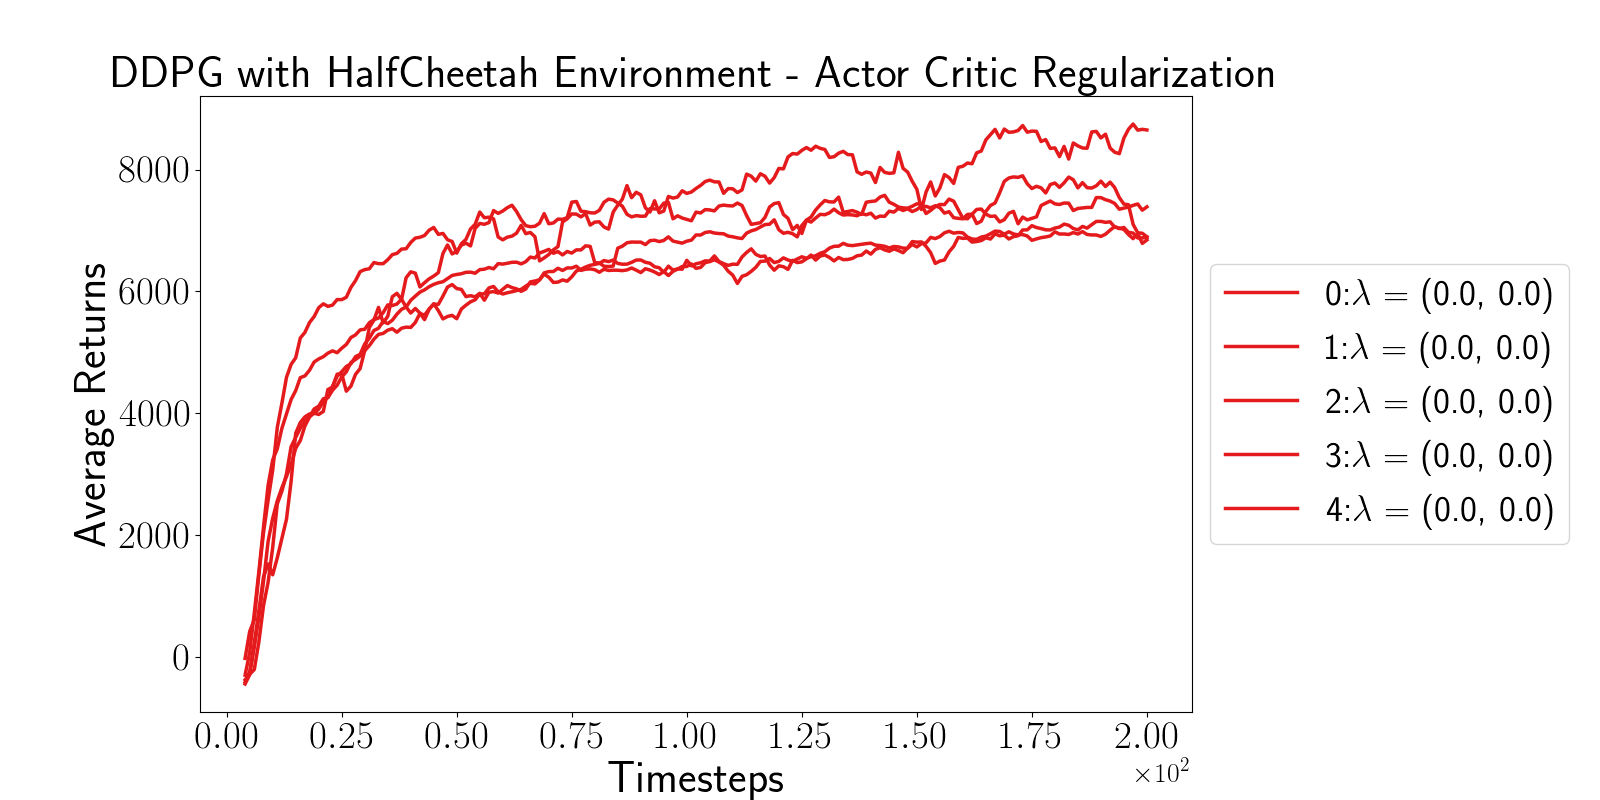 DDPG with HalfCheetah Environment - Actor Critic Regularization
Average Returns
8000
6000
4000
2000
0
0.00 0.25 0.50 0.75 1.00 1.25 1.50 1.75 2.00
×10²
Timesteps
0:λ = (0.0, 0.0)
1:λ = (0.0, 0.0)
2:λ = (0.0, 0.0)
3:λ = (0.0, 0.0)
4:λ = (0.0, 0.0)